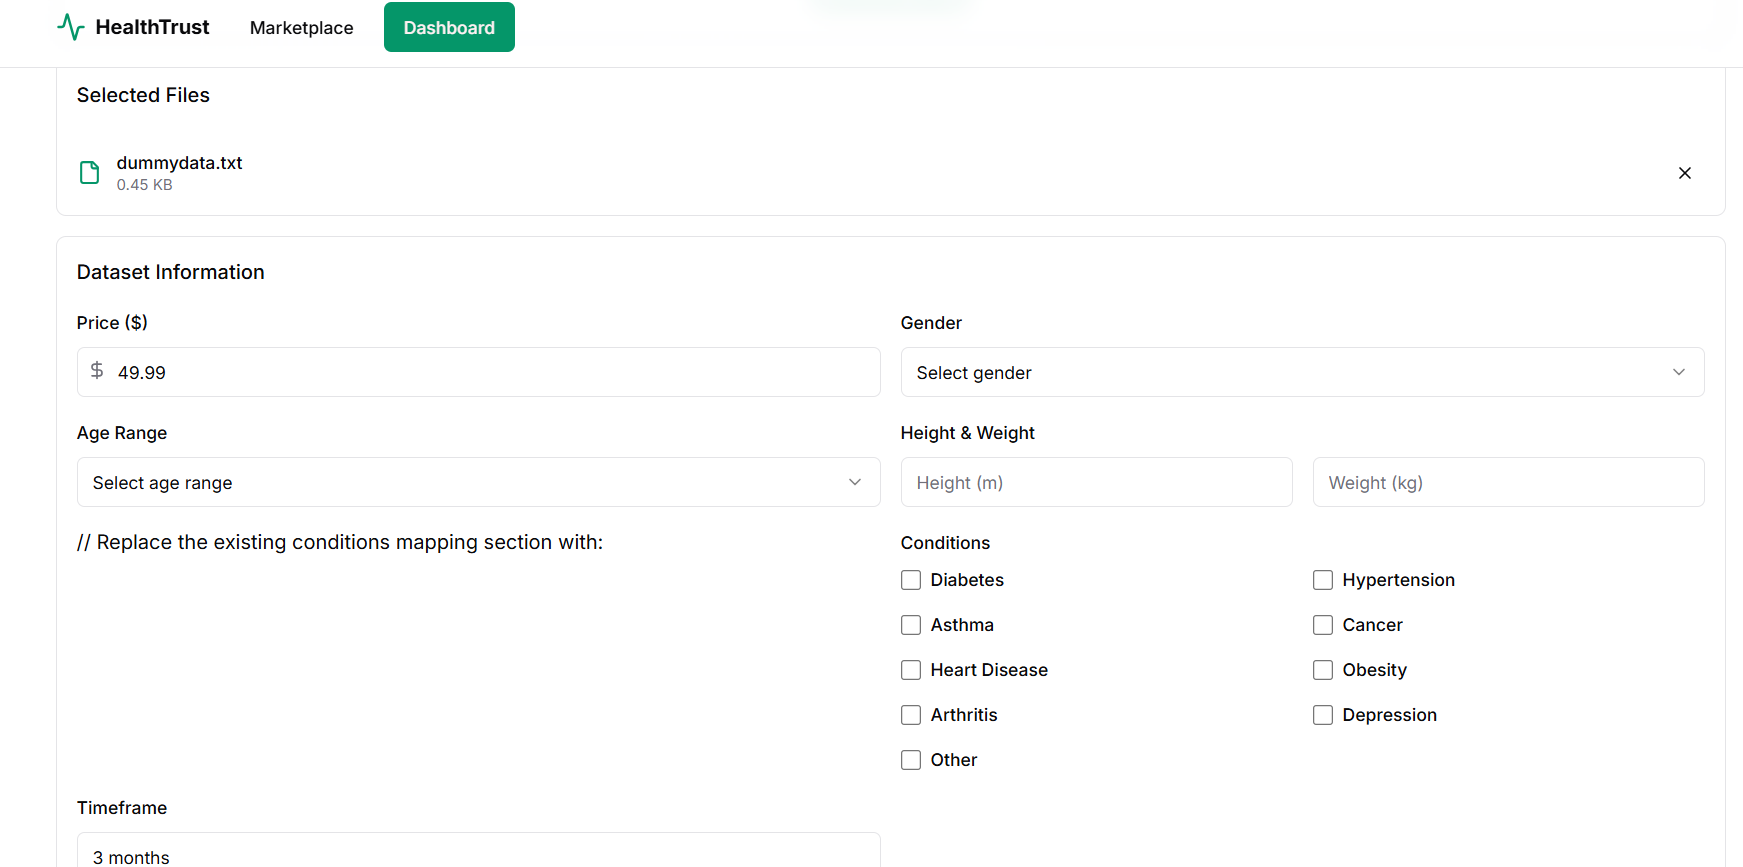 HealthTrust Marketplace Dashboard
Selected Files
dummydata.txt
0.45 KB
Dataset Information
Price ($)
$ 49.99
Gender
Select gender
Age Range
Select age range
Height & Weight
Height (m) Weight (kg)
// Replace the existing conditions mapping section with:
Conditions
Diabetes Hypertension
Asthma Cancer
Heart Disease Obesity
Arthritis Depression
Other
Timeframe
3 months